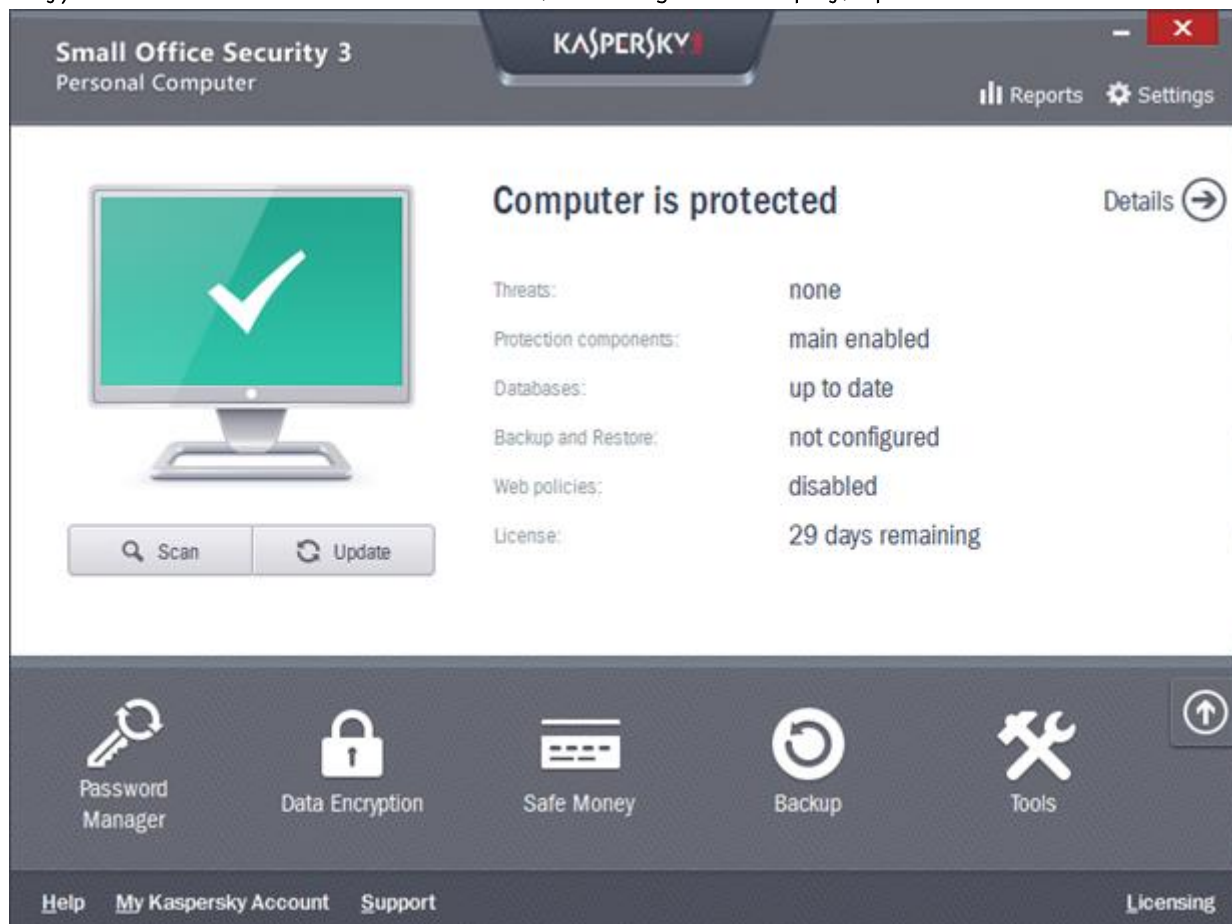 Small Office Security 3
Personal Computer
KASPERSKY
Reports Settings
Computer is protected
Details
Threats: none
Protection components: main enabled
Databases: up to date
Backup and Restore: not configured
Web policies: disabled
License: 29 days remaining
Scan Update
Password
Manager
Data Encryption
Safe Money
Backup
Tools
Help My Kaspersky Account Support
Licensing